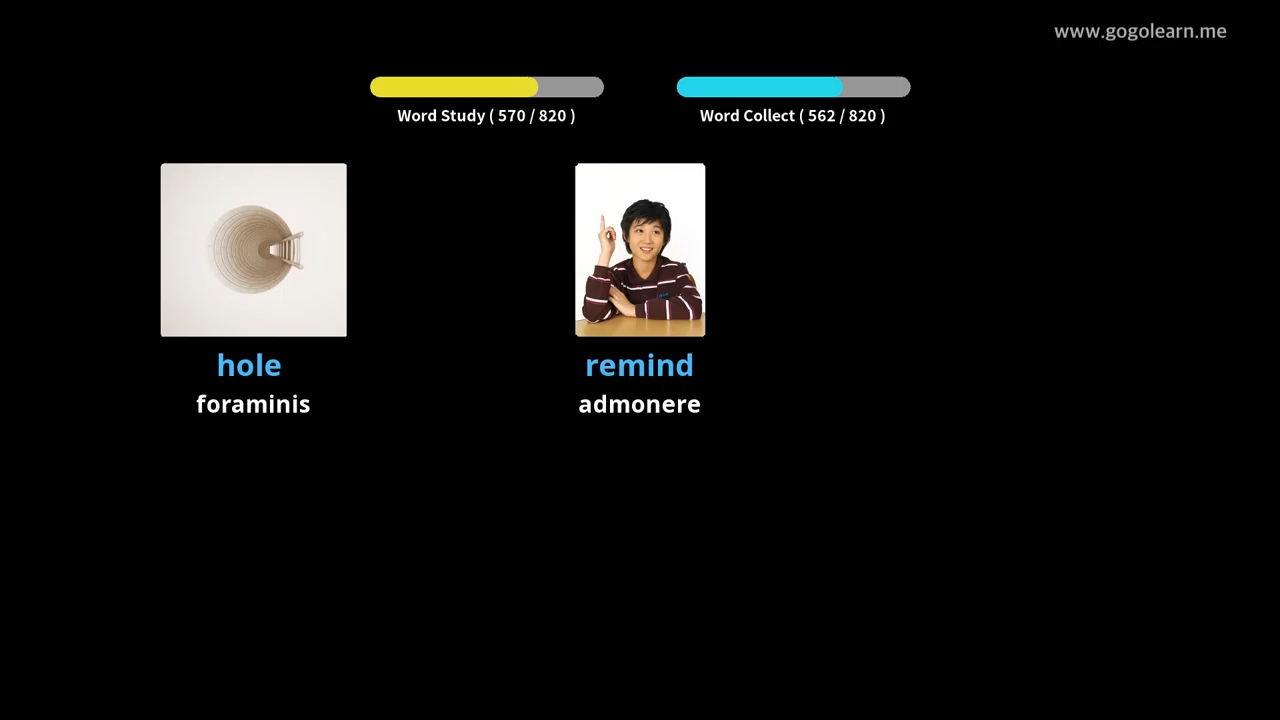 www.gogolearn.me
Word Study ( 570 / 820 )
Word Collect ( 562 / 820 )
hole
foraminis
remind
admonere